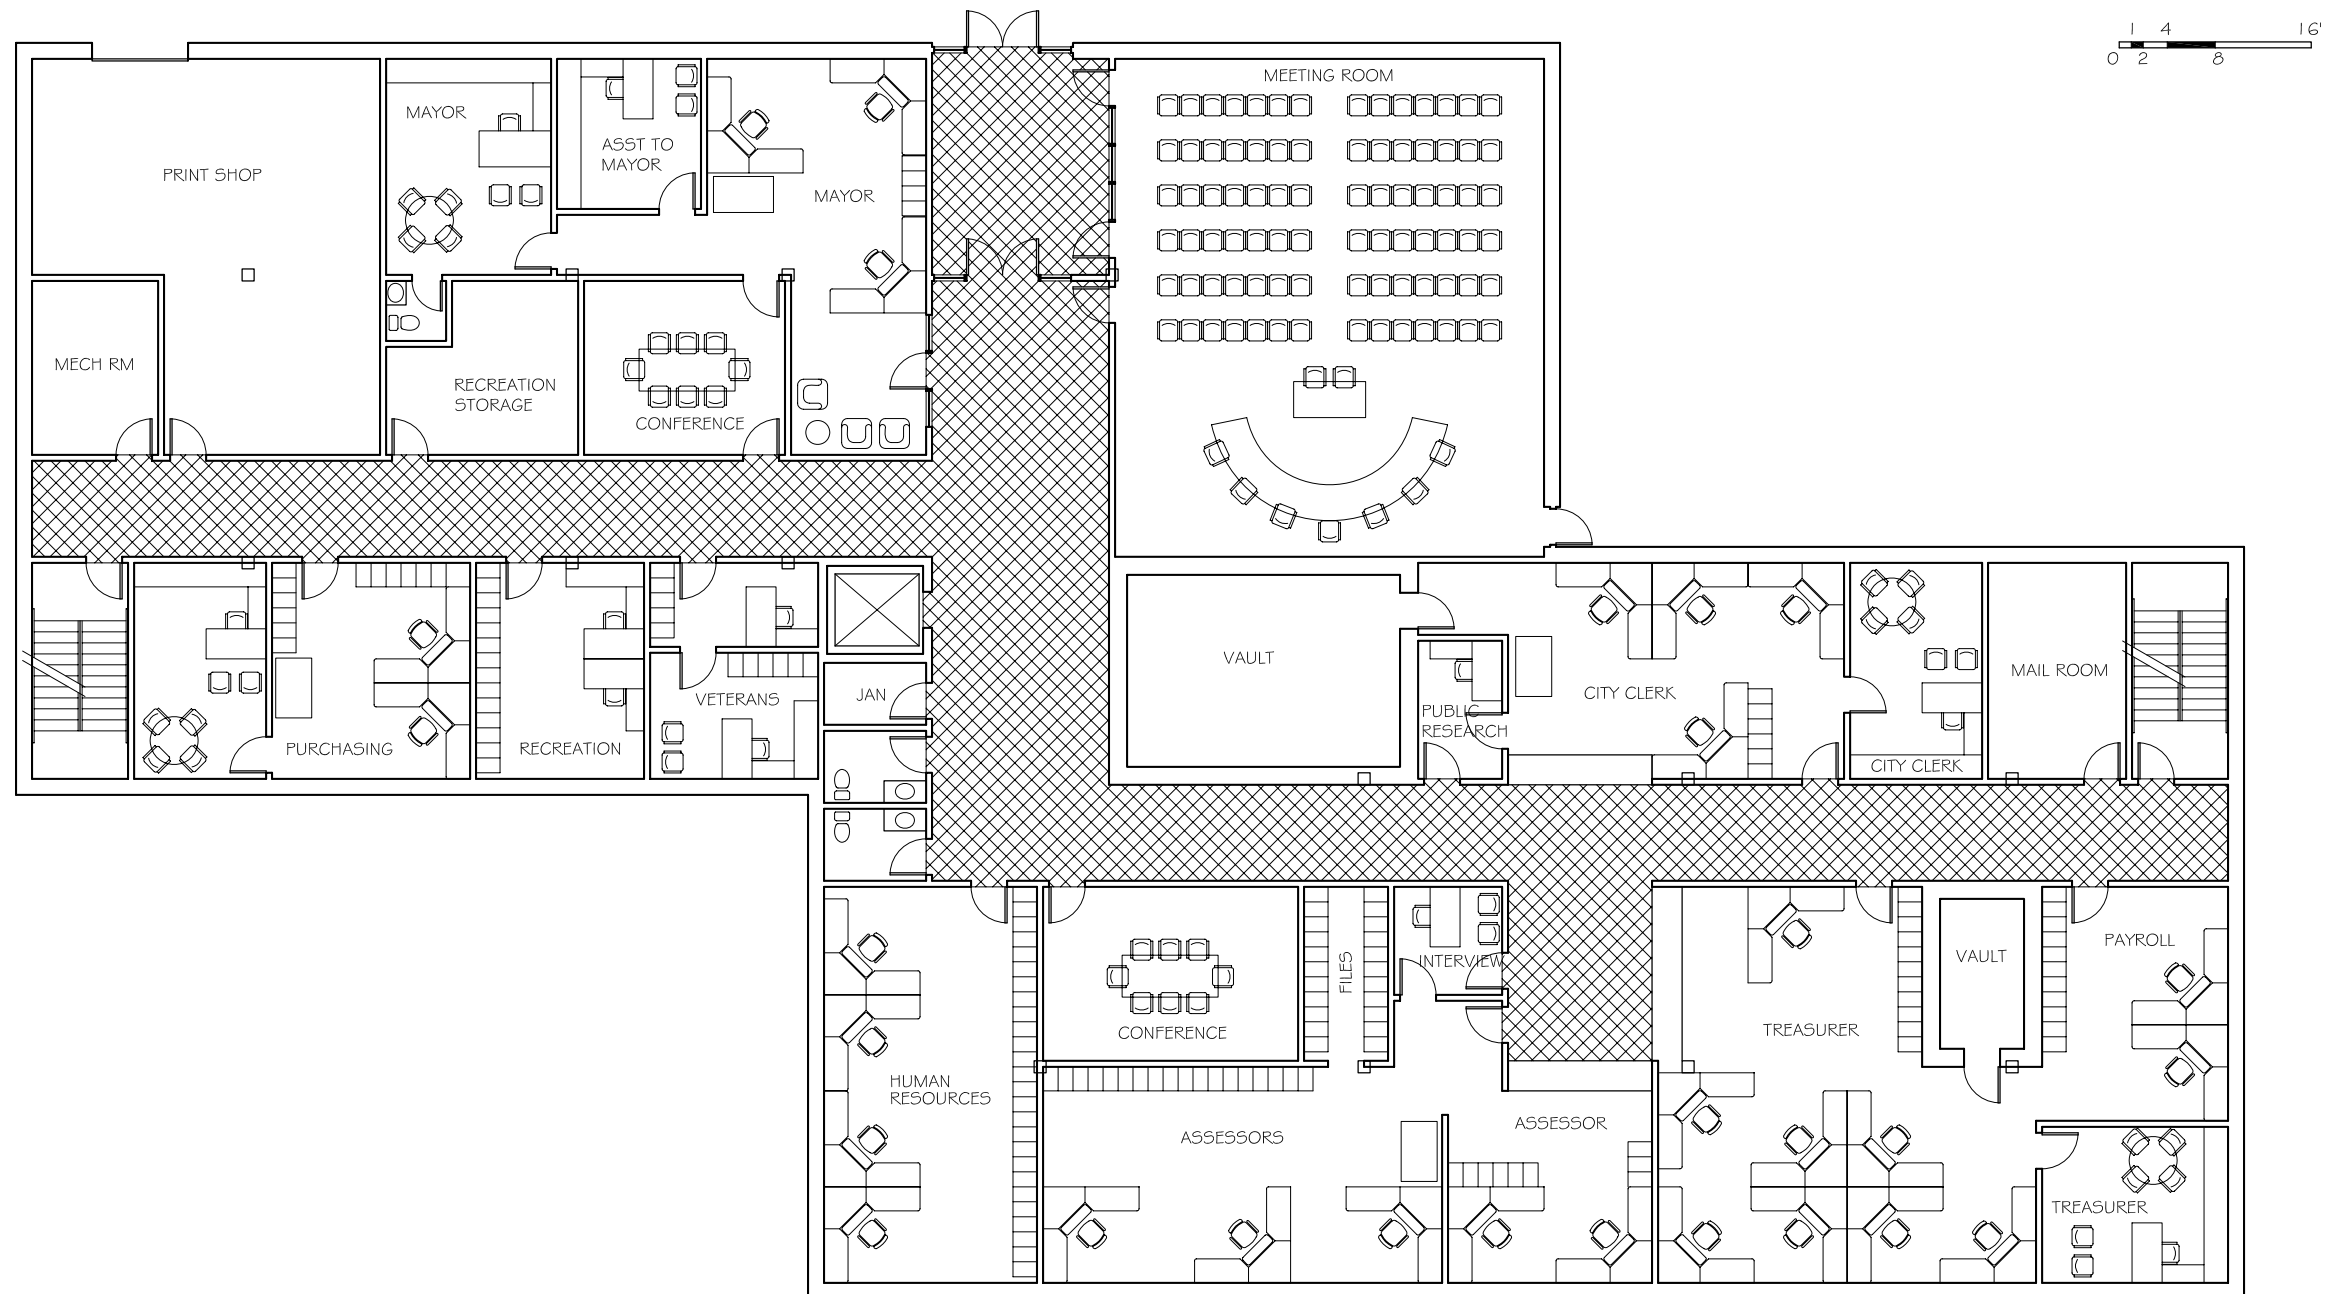 1 4 16'
0 2 8
MEETING ROOM
MAYOR
ASST TO
MAYOR
PRINT SHOP
MAYOR
MECH RM
RECREATION
STORAGE
CONFERENCE
VAULT
MAIL ROOM
CITY CLERK
JAN
VETERANS
PUBLIC
RESEARCH
PURCHASING
RECREATION
CITY CLERK
PAYROLL
VAULT
INTERVIEW
FILES
TREASURER
CONFERENCE
HUMAN
RESOURCES
ASSESSOR
ASSESSORS
TREASURER